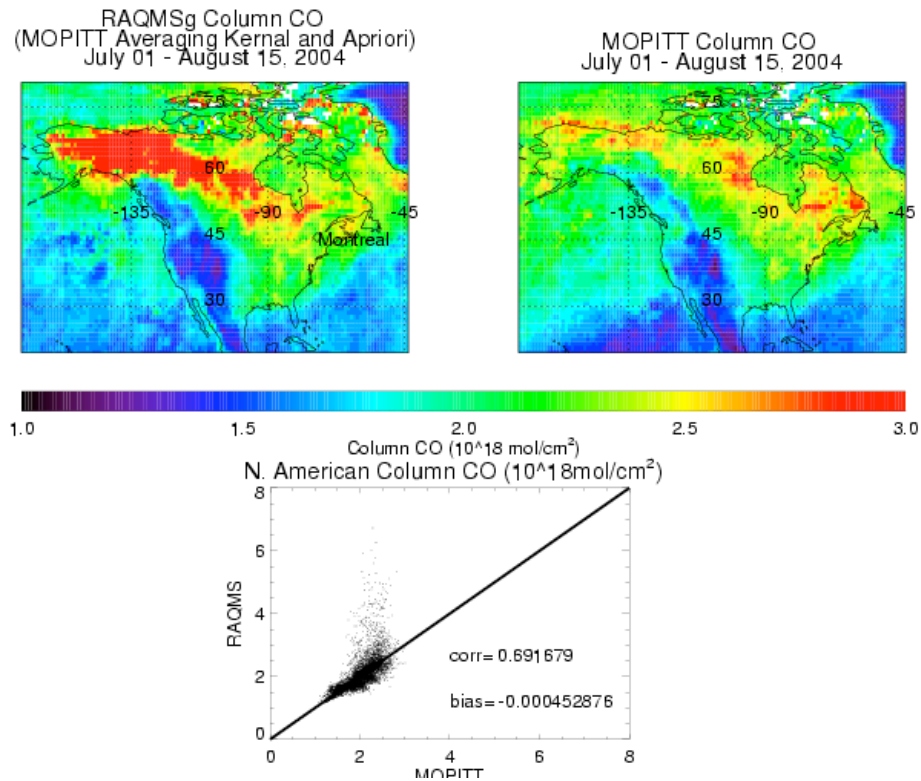 RAQMSg Column CO
(MOPITT Averaging Kernal and Apriori)
July 01 - August 15, 2004
MOPITT Column CO
July 01 - August 15, 2004
75
60
-135
-90
-45
45
Montreal
30
75
60
-135
-90
-45
45
30
1.0 1.5 2.0 2.5 3.0
Column CO (10^18 mol/cm²)
N. American Column CO (10^18mol/cm²)
8
6
4
2
0
RAQMS
corr= 0.691679
bias= -0.000452876
0 2 4 6 8
MOPITT